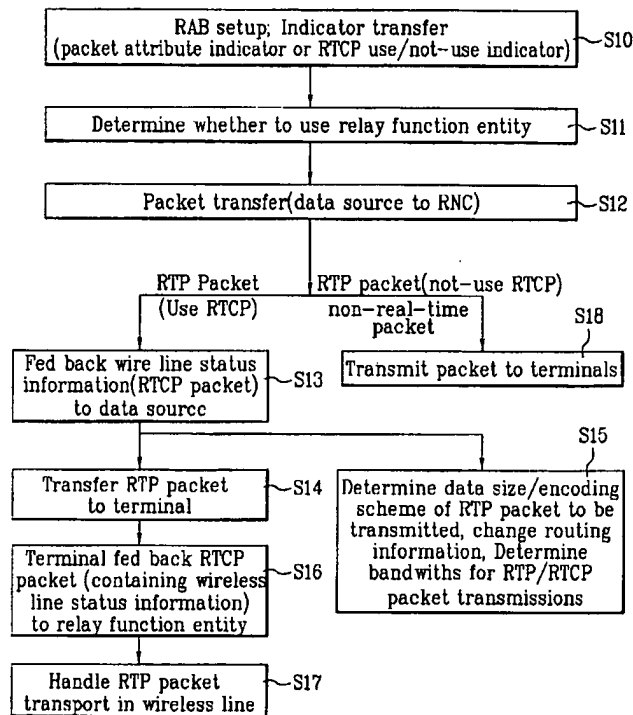 RAB setup; Indicator transfer
(packet attribute indicator or RTCP use/not-use indicator)
S10
Determine whether to use relay function entity
S11
Packet transfer(data source to RNC)
S12
RTP Packet
(Use RTCP)
RTP packet(not-use RTCP)
non-real-time
packet
S18
Transmit packet to terminals
Fed back wire line status
information(RTCP packet)
to data source
S13
Transfer RTP packet
to terminal
S14
S15
Determine data size/encoding
scheme of RTP packet to be
transmitted, change routing
information, Determine
bandwiths for RTP/RTCP
packet transmissions
Terminal fed back RTCP
packet (containing wireless
line status information)
to relay function entity
S16
Handle RTP packet
transport in wireless line
S17